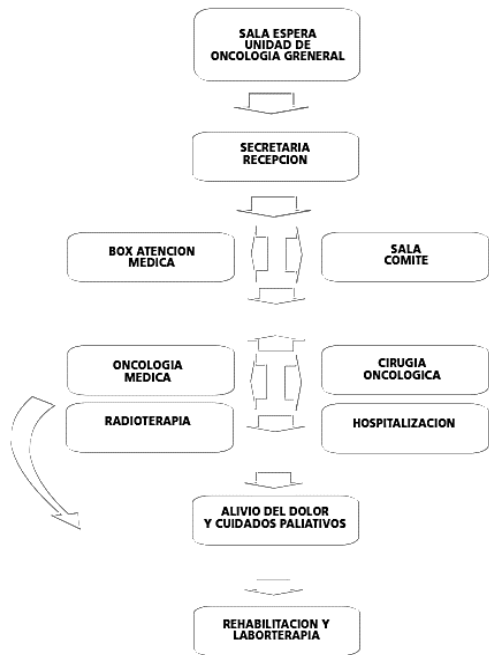 SALA ESPERA
UNIDAD DE
ONCOLOGIA GRENERAL
SECRETARIA
RECEPCION
BOX ATENCION
MEDICA
SALA
COMITE
ONCOLOGIA
MEDICA
CIRUGIA
ONCOLOGICA
RADIOTERAPIA
HOSPITALIZACION
ALIVIO DEL DOLOR
Y CUIDADOS PALIATIVOS
REHABILITACION Y
LABORTERAPIA